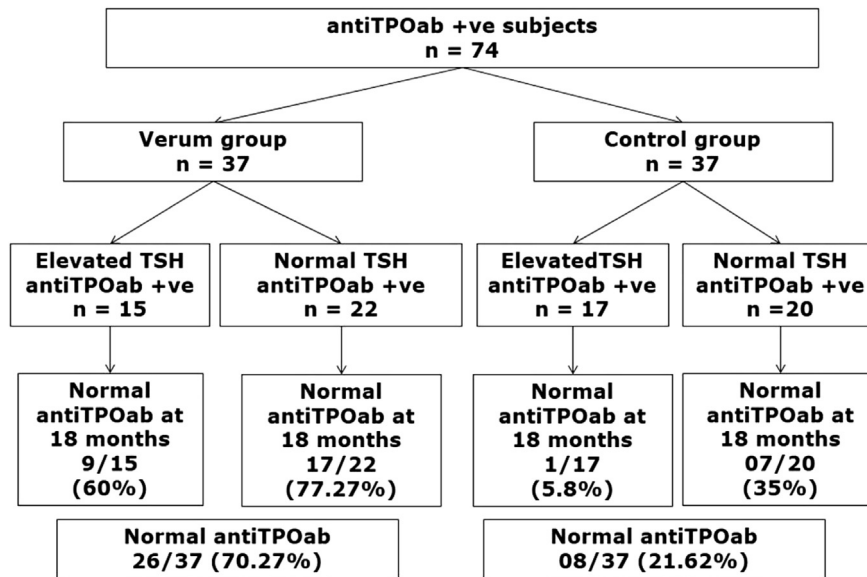 antiTPOab +ve subjects
n = 74
Verum group
n = 37
Control group
n = 37
Elevated TSH
antiTPOab +ve
n = 15
Normal TSH
antiTPOab +ve
n = 22
ElevatedTSH
antiTPOab +ve
n = 17
Normal TSH
antiTPOab +ve
n =20
Normal
antiTPOab at
18 months
9/15
(60%)
Normal
antiTPOab at
18 months
17/22
(77.27%)
Normal
antiTPOab at
18 months
1/17
(5.8%)
Normal
antiTPOab at
18 months
07/20
(35%)
Normal antiTPOab
26/37 (70.27%)
Normal antiTPOab
08/37 (21.62%)